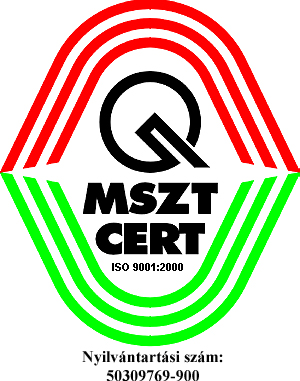 MSZT
CERT
ISO 9001:2000
Nyilvántartási szám:
50309769-900